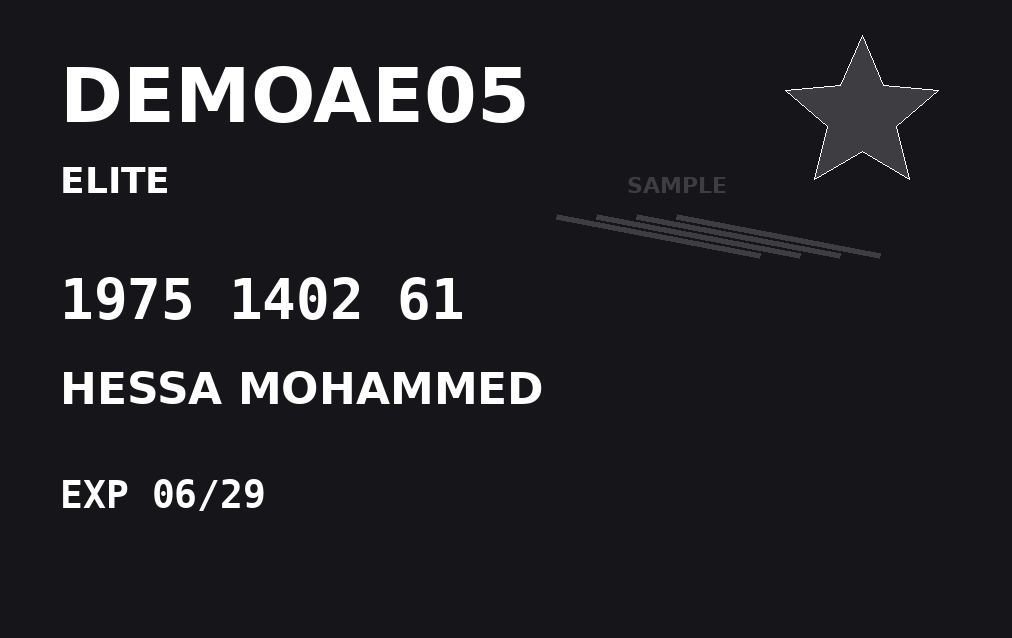 DEMOAE05
ELITE
SAMPLE
1975 1402 61
HESSA MOHAMMED
EXP 06/29